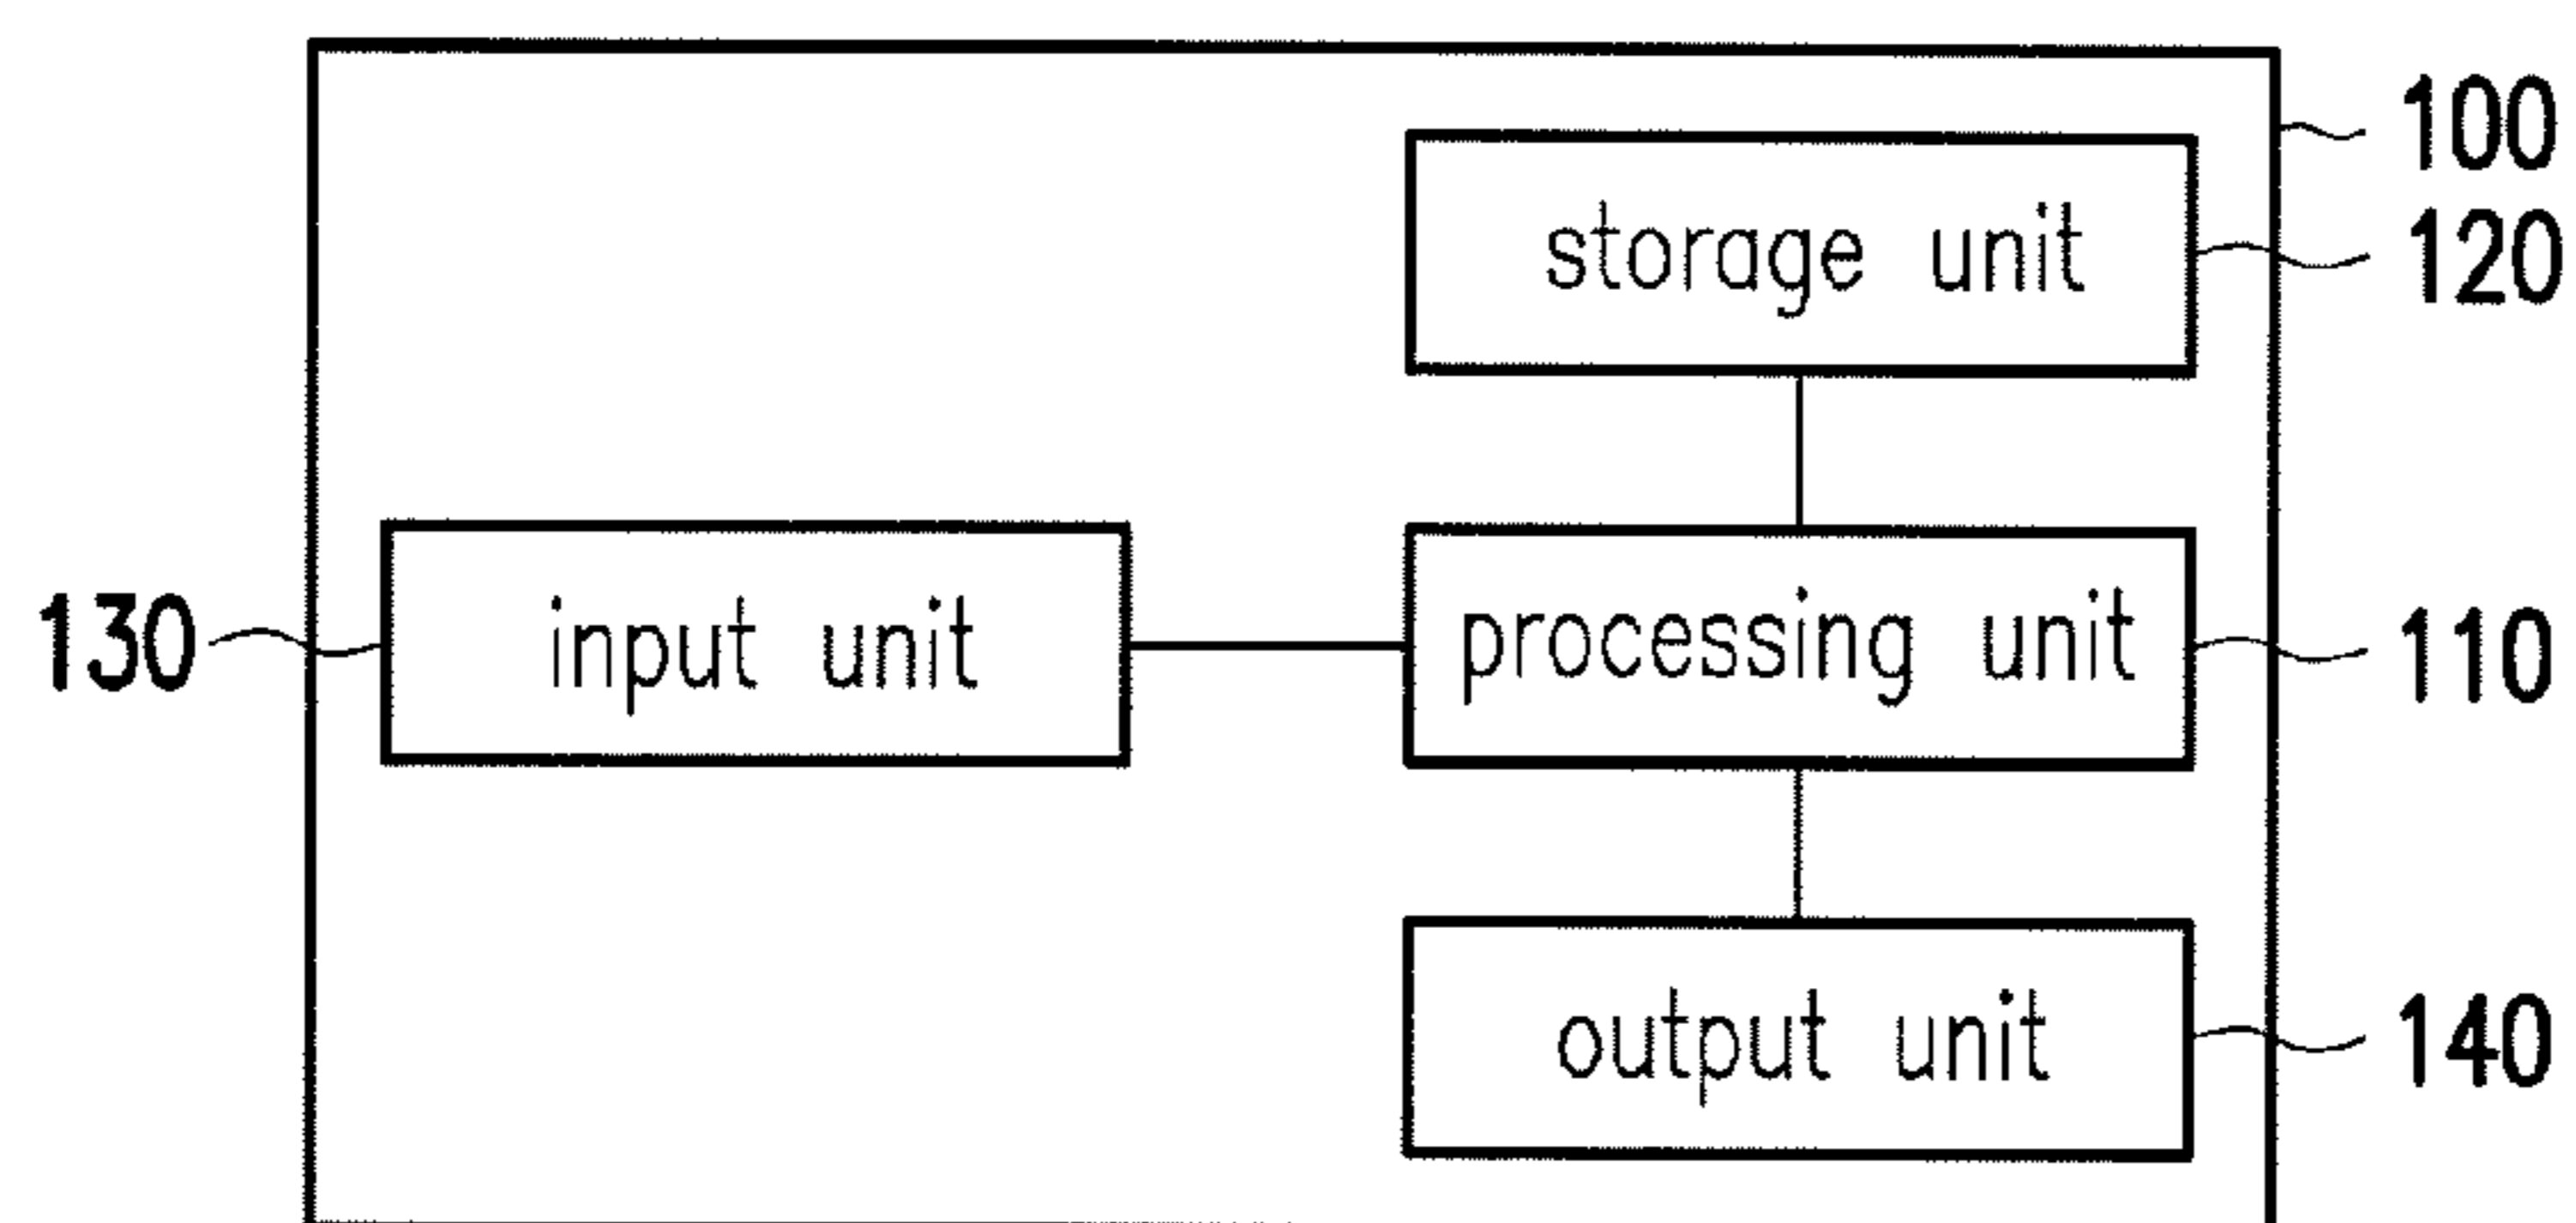 100
storage unit
120
130
input unit
processing unit
110
output unit
140